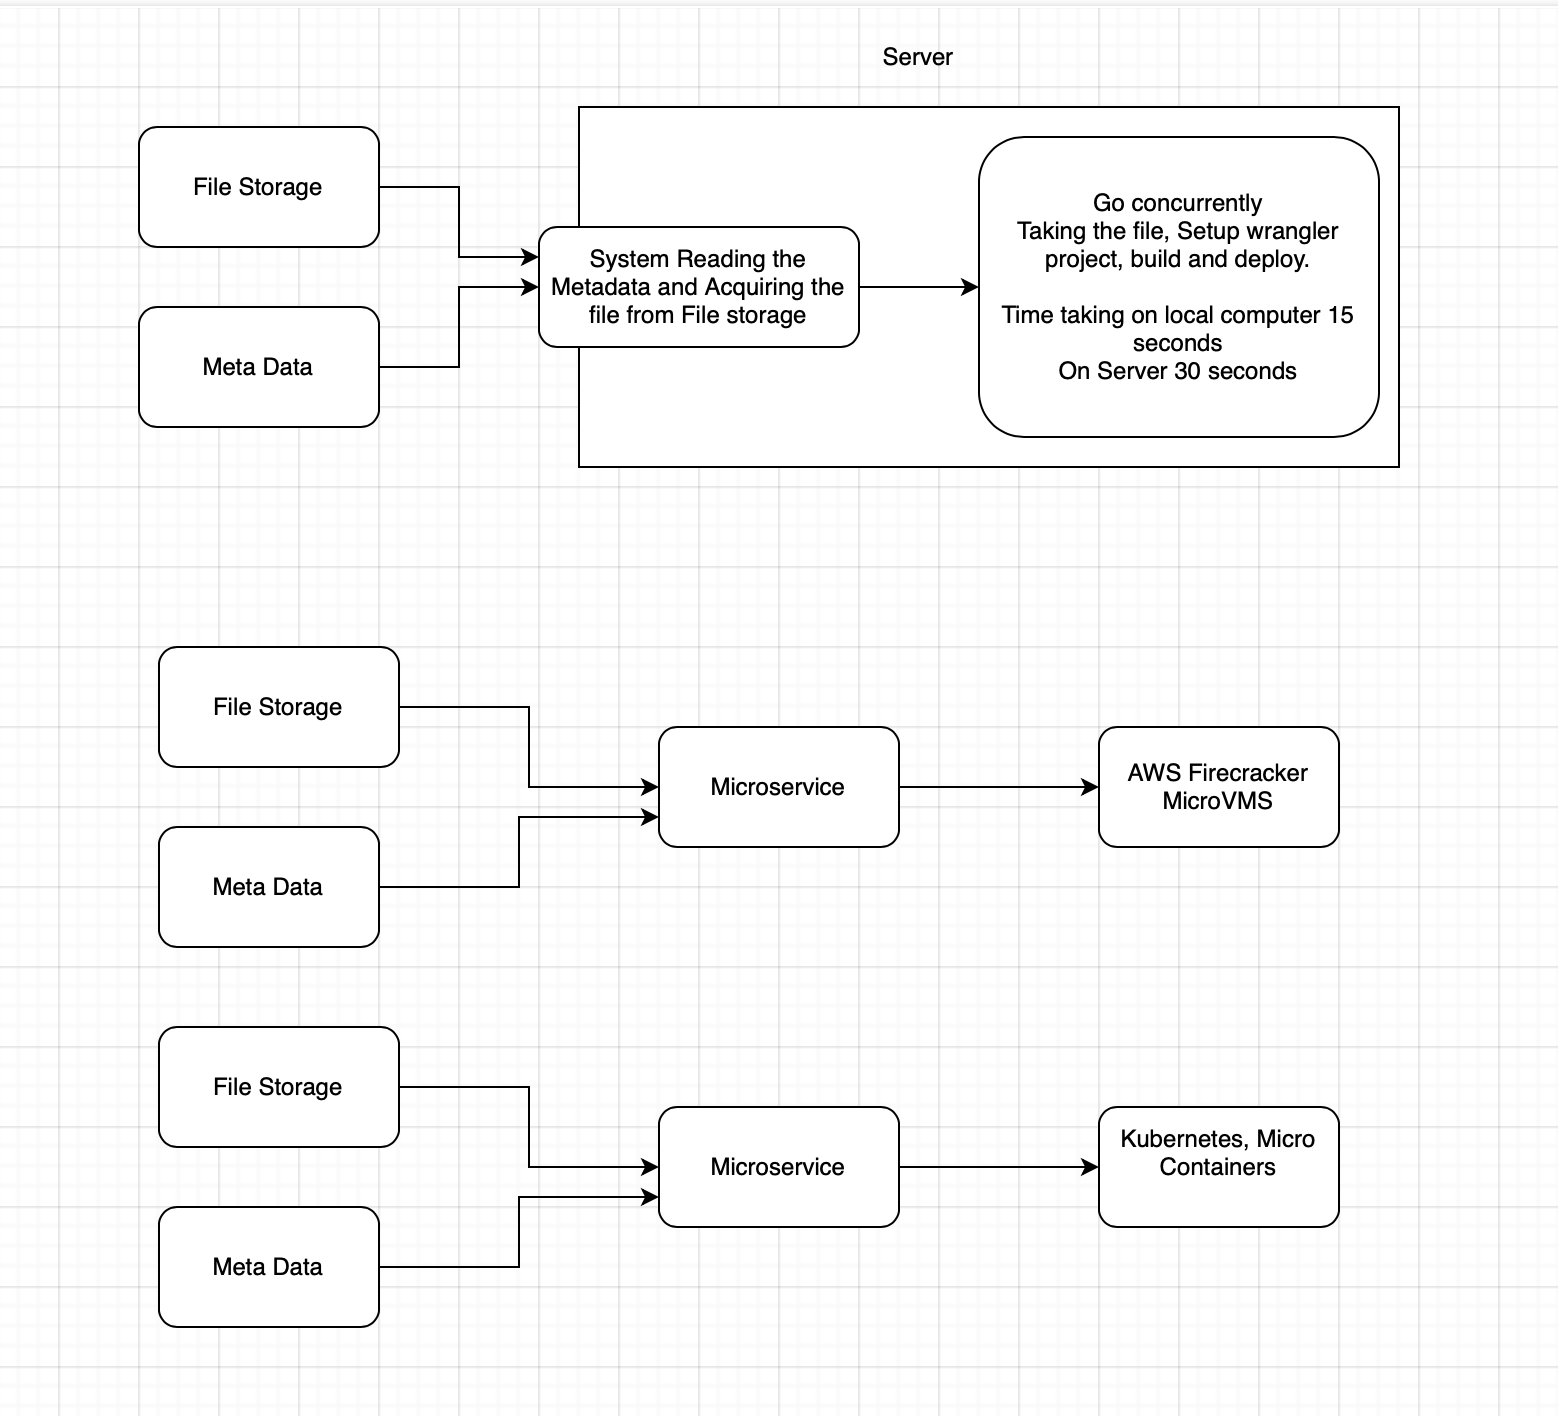 Server
File Storage
Meta Data
System Reading the
Metadata and Acquiring the
file from File storage
Go concurrently
Taking the file, Setup wrangler
project, build and deploy.
Time taking on local computer 15
seconds
On Server 30 seconds
File Storage
Meta Data
Microservice
AWS Firecracker
MicroVMS
File Storage
Meta Data
Microservice
Kubernetes, Micro
Containers